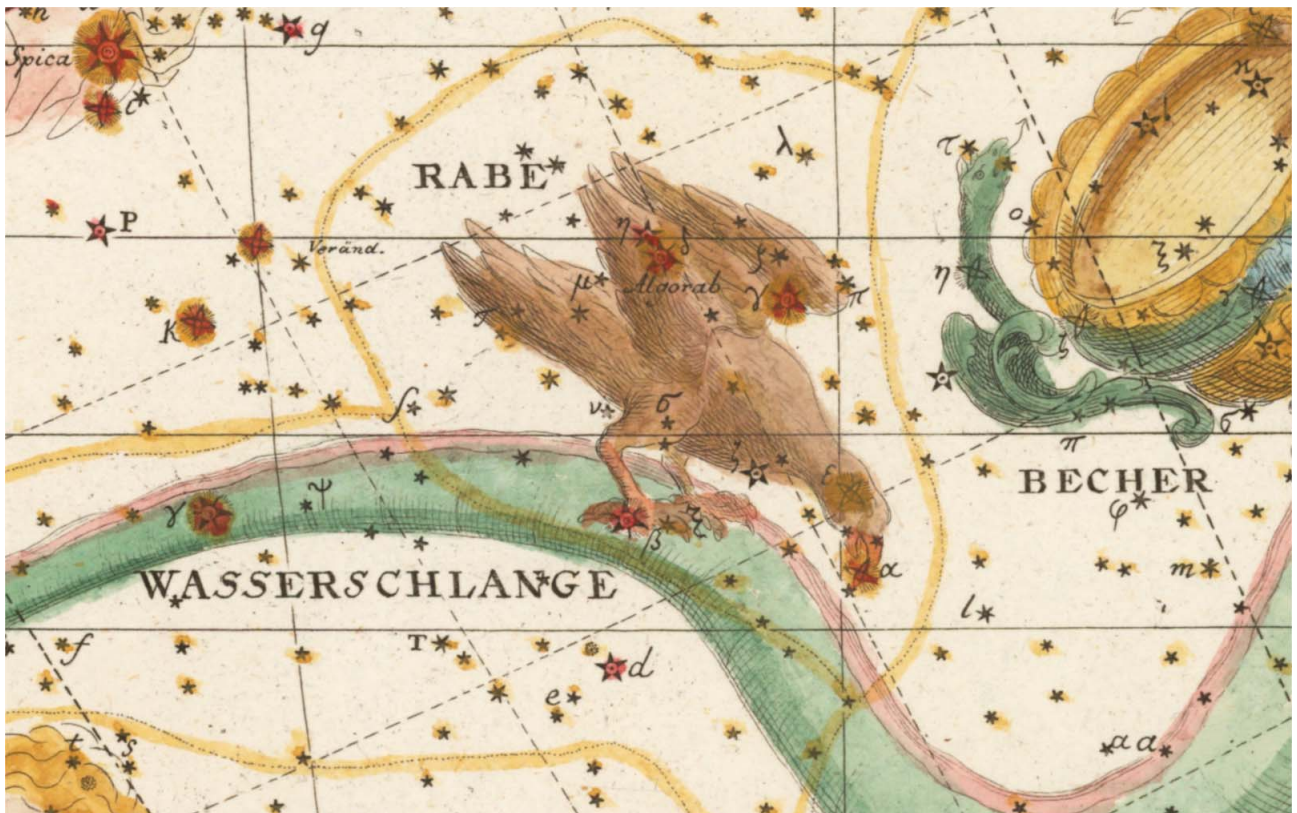 g
Spica
λ
RABE
τ
P
Veränd.
ο
η
δ
ζ
μ
Algorab
ξ
γ
π
η
K
ζ
ν
σ
π
σ
BECHER
ζ
ε
γ
ψ
φ
β
ξ
WASSERSCHLANGE
α
m
l
f
T
d
e
t
s
a a